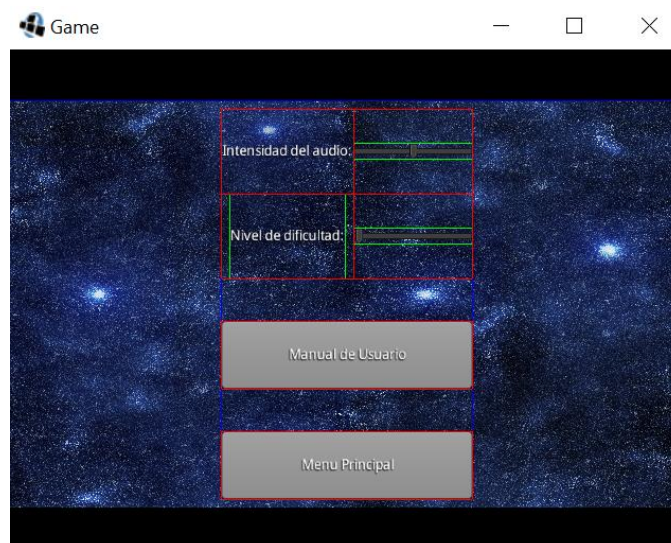 Game
Intensidad del audio:
Nivel de dificultad:
Manual de Usuario
Menu Principal